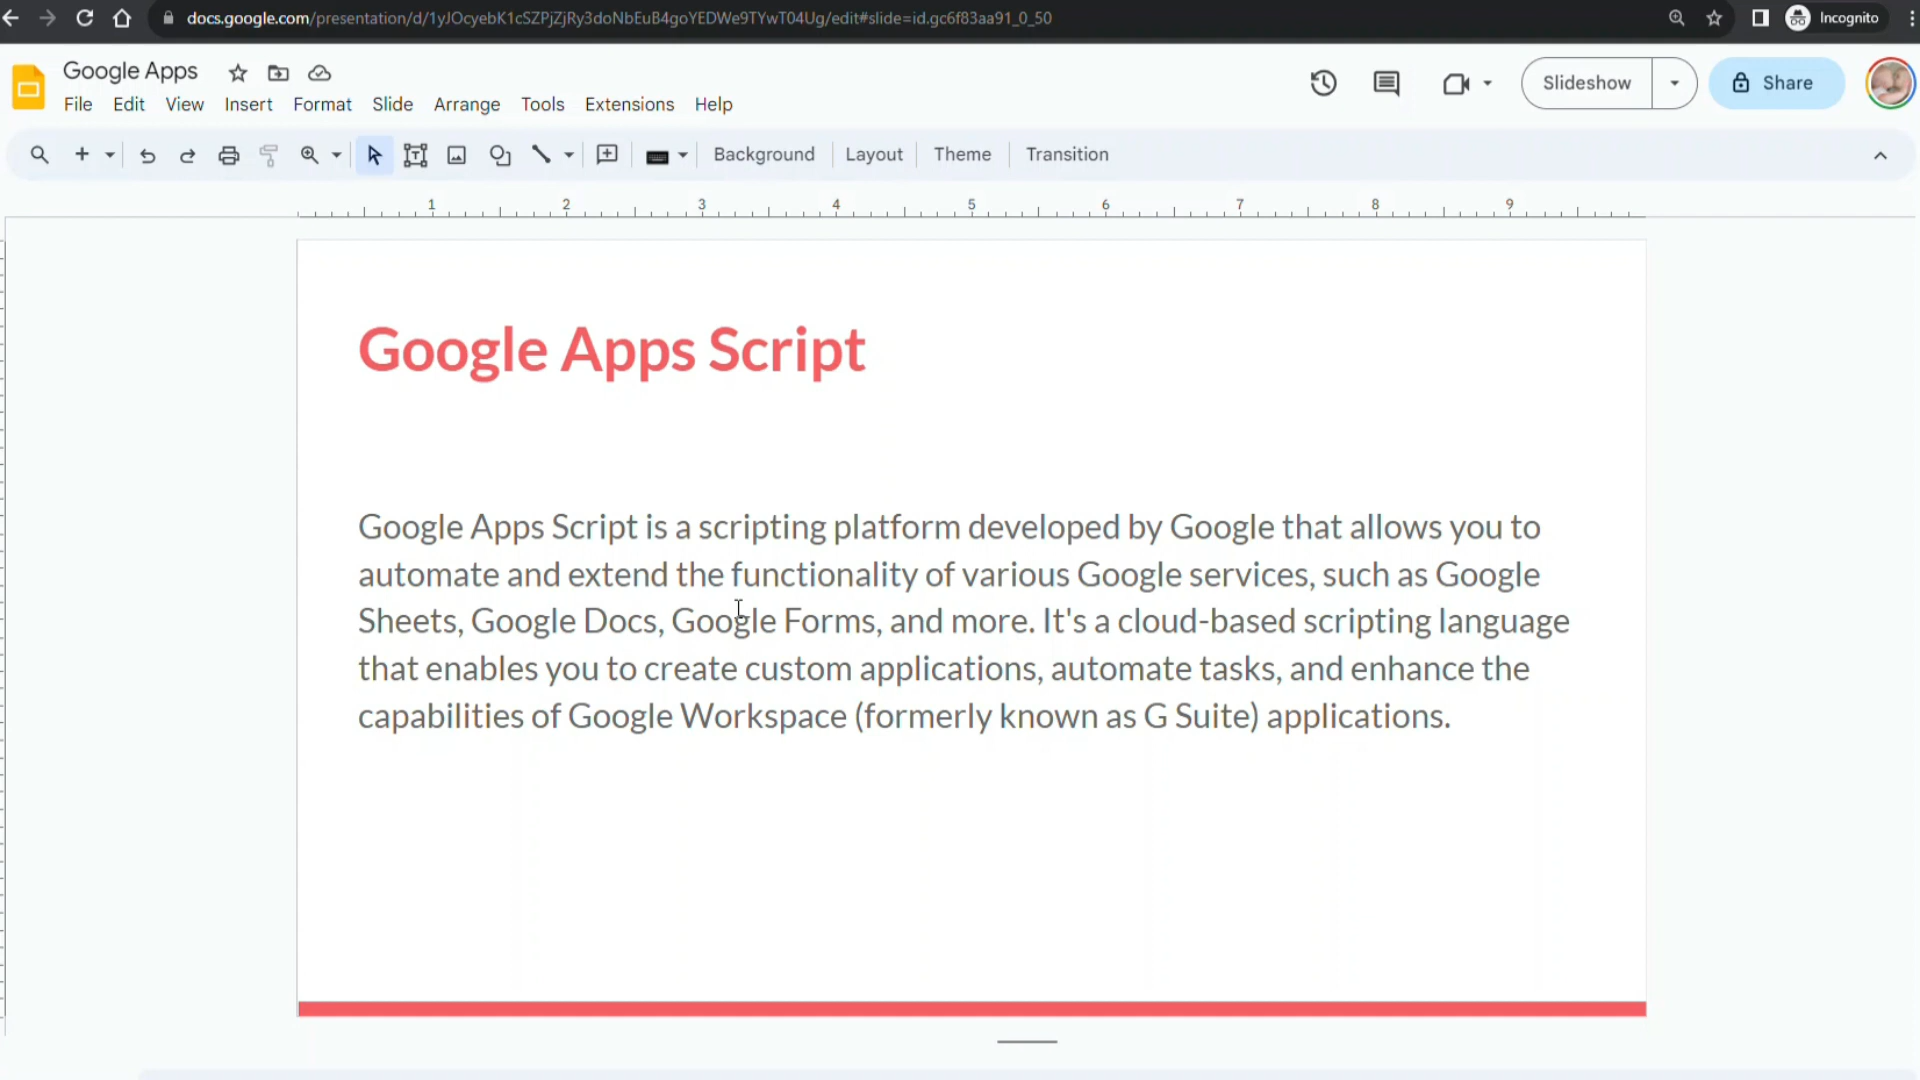 docs.google.com/presentation/d/1yJOcyebK1cSZPjZjRy3doNbEuB4goYEDWe9TYwT04Ug/edit#slide=id.gc6f83aa91_0_50
Incognito
Google Apps
File Edit View Insert Format Slide Arrange Tools Extensions Help
Slideshow
Share
Background Layout Theme Transition
1 2 3 4 5 6 7 8 9
Google Apps Script
Google Apps Script is a scripting platform developed by Google that allows you to
automate and extend the functionality of various Google services, such as Google
Sheets, Google Docs, Google Forms, and more. It's a cloud-based scripting language
that enables you to create custom applications, automate tasks, and enhance the
capabilities of Google Workspace (formerly known as G Suite) applications.